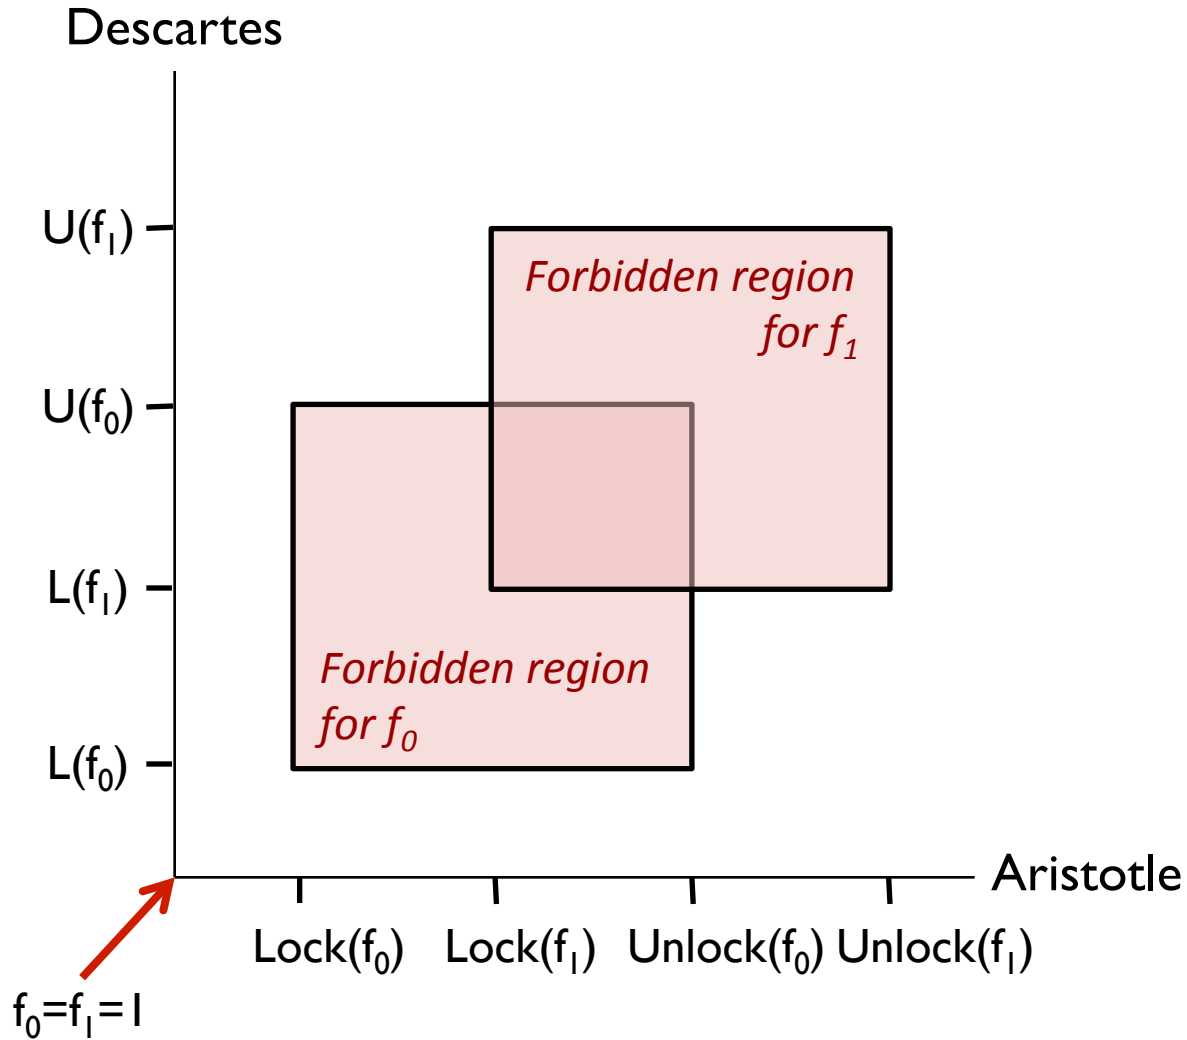 Descartes
U(f₁)
Forbidden region
for f₁
U(f₀)
L(f₁)
Forbidden region
for f₀
L(f₀)
Aristotle
Lock(f₀) Lock(f₁) Unlock(f₀) Unlock(f₁)
f₀=f₁=1